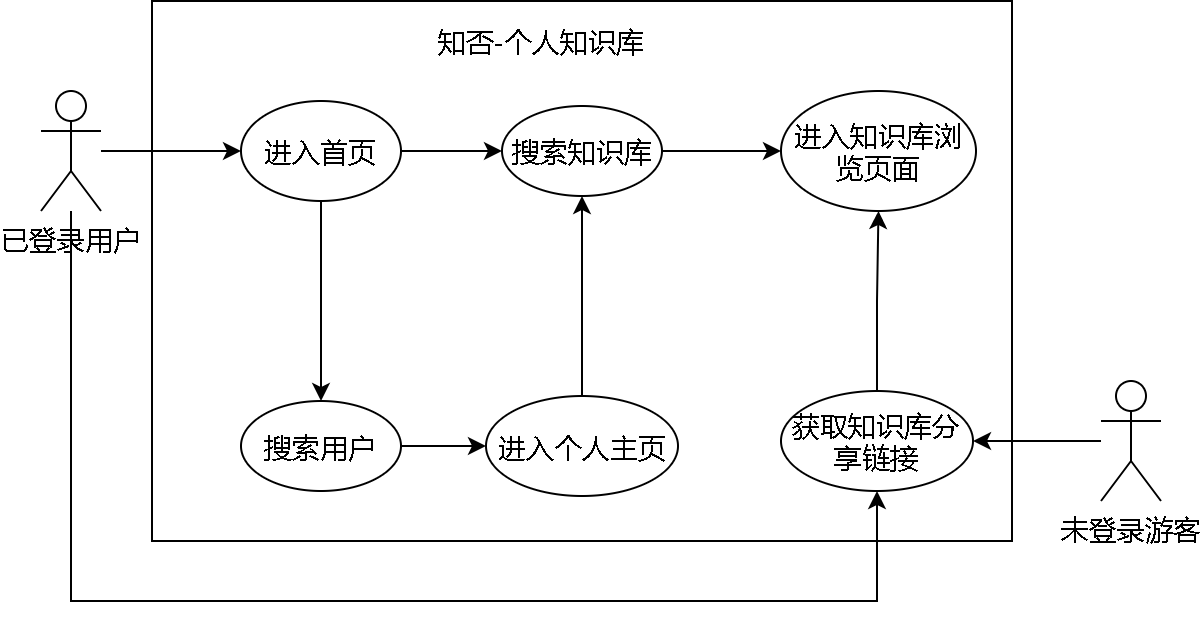 知否-个人知识库
进入首页
搜索知识库
进入知识库浏
览页面
已登录用户
搜索用户
进入个人主页
获取知识库分
享链接
未登录游客